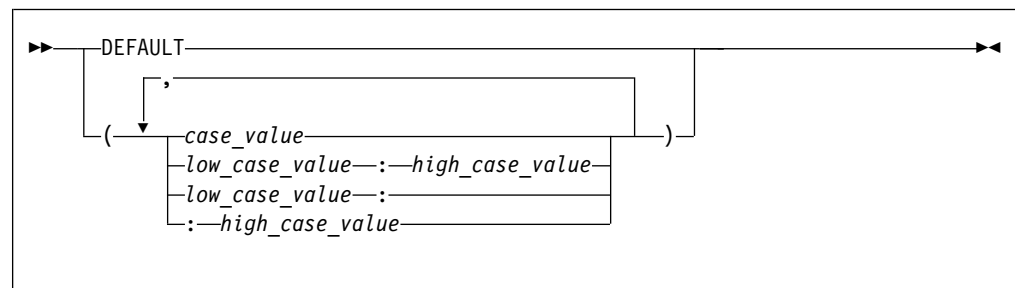 DEFAULT
,
( case_value )
low_case_value : high_case_value
low_case_value :
: high_case_value